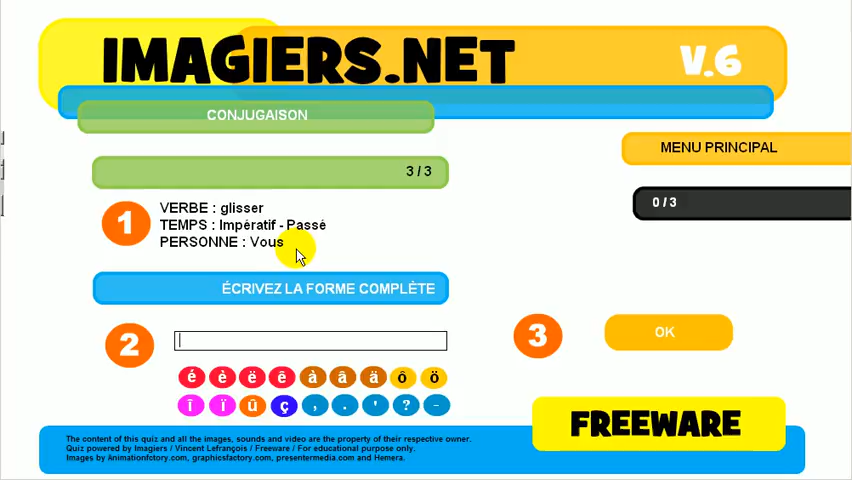 IMAGIERS.NET
V.6
CONJUGAISON
MENU PRINCIPAL
3 / 3
0 / 3
1
VERBE : glisser
TEMPS : Impératif - Passé
PERSONNE : Vous
ÉCRIVEZ LA FORME COMPLÈTE
2
3
OK
é è ë ê à â ä ô ö
î ï û ç , . ' ? -
FREEWARE
The content of this quiz and all the images, sounds and video are the property of their respective owner.
Quiz powered by Imagiers / Vincent Lefrançois / Freeware / For educational purpose only.
Images by Animationfctory.com, graphicsfactory.com, presentermedia.com and Hemera.